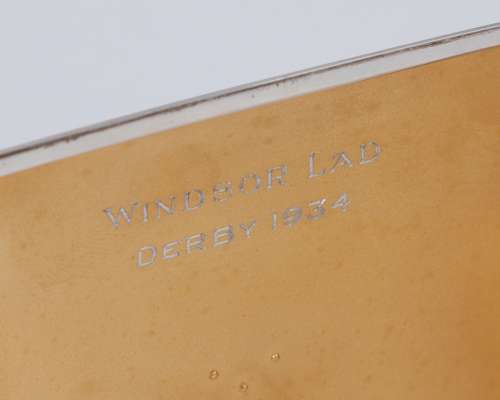 WINDSOR LAD
DERBY 1934